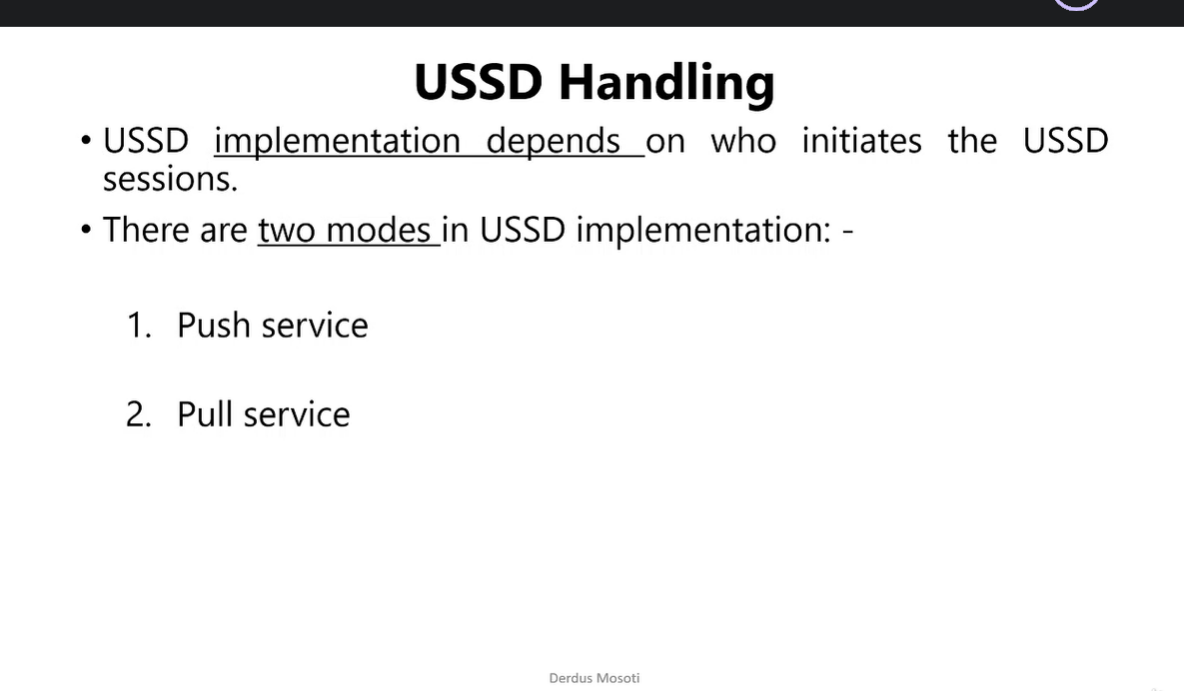 USSD Handling
• USSD implementation depends on who initiates the USSD
sessions.
• There are two modes in USSD implementation: -
1. Push service
2. Pull service
Derdus Mosoti